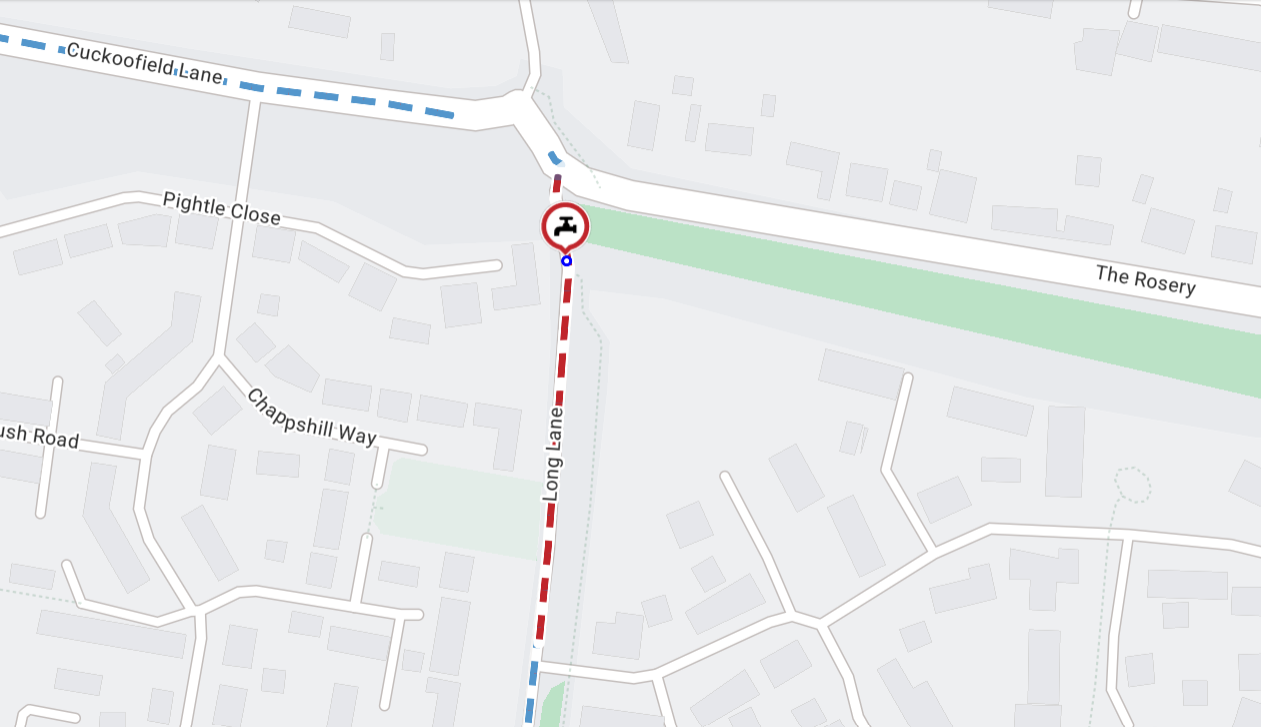 Cuckoofield Lane
Pightle Close
The Rosery
Chappshill Way
ush Road
Long Lane